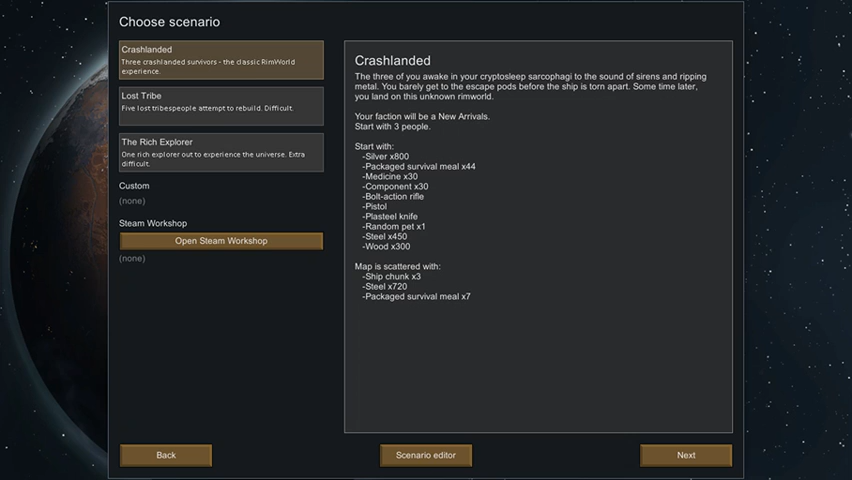 Choose scenario
Crashlanded
Three crashlanded survivors - the classic RimWorld
experience.
Lost Tribe
Five lost tribespeople attempt to rebuild. Difficult.
The Rich Explorer
One rich explorer out to experience the universe. Extra
difficult.
Custom
(none)
Steam Workshop
Open Steam Workshop
(none)
Crashlanded
The three of you awake in your cryptosleep sarcophagi to the sound of sirens and ripping
metal. You barely get to the escape pods before the ship is torn apart. Some time later,
you land on this unknown rimworld.
Your faction will be a New Arrivals.
Start with 3 people.
Start with:
-Silver x800
-Packaged survival meal x44
-Medicine x30
-Component x30
-Bolt-action rifle
-Pistol
-Plasteel knife
-Random pet x1
-Steel x450
-Wood x300
Map is scattered with:
-Ship chunk x3
-Steel x720
-Packaged survival meal x7
Back
Scenario editor
Next